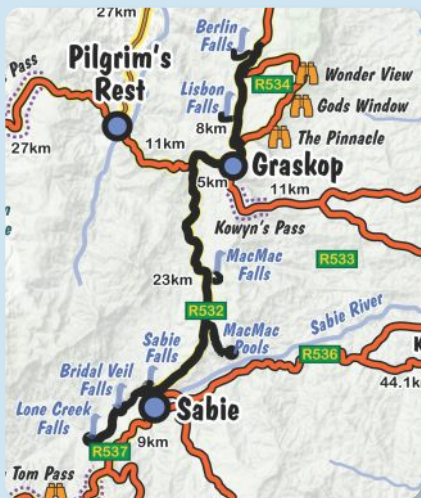 27km
Berlin
Falls
Pass
Pilgrim's
Rest
R534
Wonder View
Lisbon
Falls
Gods Window
8km
The Pinnacle
27km
11km
5km
Graskop
11km
Kowyn's Pass
MacMac
Falls
R533
23km
R532
Sabie River
Sabie
Falls
MacMac
Pools
R536
Bridal Veil
Falls
44.1k
Lone Creek
Falls
Sabie
9km
R537
Tom Pass